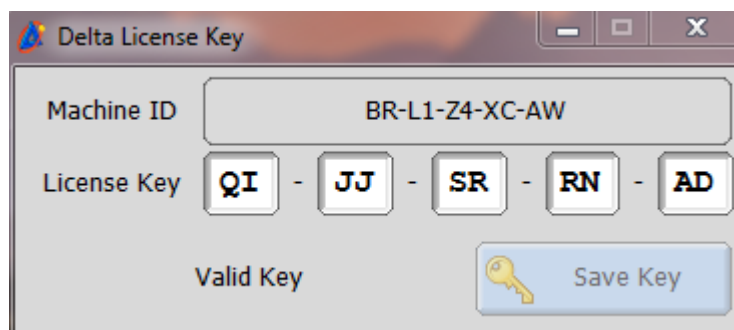 Delta License Key
Machine ID BR-L1-Z4-XC-AW
License Key QI - JJ - SR - RN - AD
Valid Key Save Key